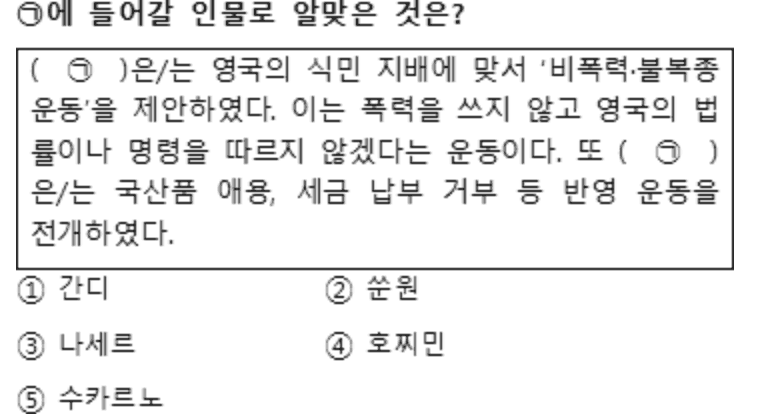 ㉠에 들어갈 인물로 알맞은 것은?
( ㉠ )은/는 영국의 식민 지배에 맞서 '비폭력·불복종
운동'을 제안하였다. 이는 폭력을 쓰지 않고 영국의 법
률이나 명령을 따르지 않겠다는 운동이다. 또 ( ㉠ )
은/는 국산품 애용, 세금 납부 거부 등 반영 운동을
전개하였다.
① 간디 ② 쑨원
③ 나세르 ④ 호찌민
⑤ 수카르노